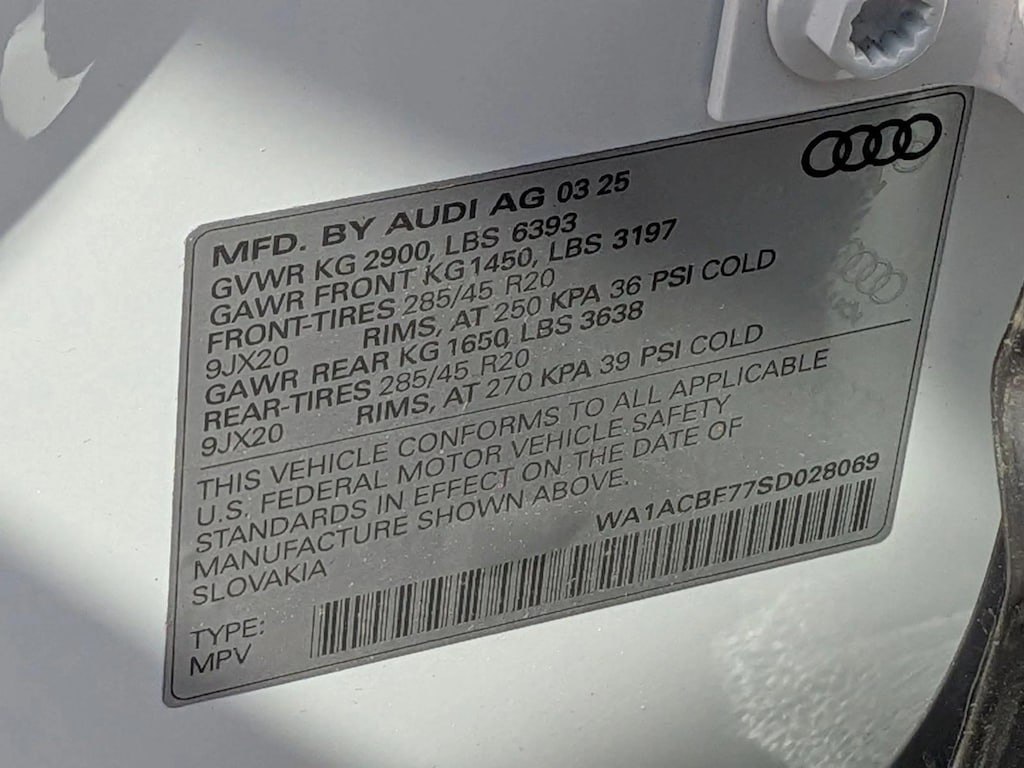 MFD. BY AUDI AG 03 25
GVWR KG 2900, LBS 6393
GAWR FRONT KG 1450, LBS 3197
FRONT-TIRES 285/45 R20
9JX20 RIMS, AT 250 KPA 36 PSI COLD
GAWR REAR KG 1650, LBS 3638
REAR-TIRES 285/45 R20
9JX20 RIMS, AT 270 KPA 39 PSI COLD
THIS VEHICLE CONFORMS TO ALL APPLICABLE
U.S. FEDERAL MOTOR VEHICLE SAFETY
STANDARDS IN EFFECT ON THE DATE OF
MANUFACTURE SHOWN ABOVE.
SLOVAKIA
WA1ACBF77SD028069
TYPE:
MPV